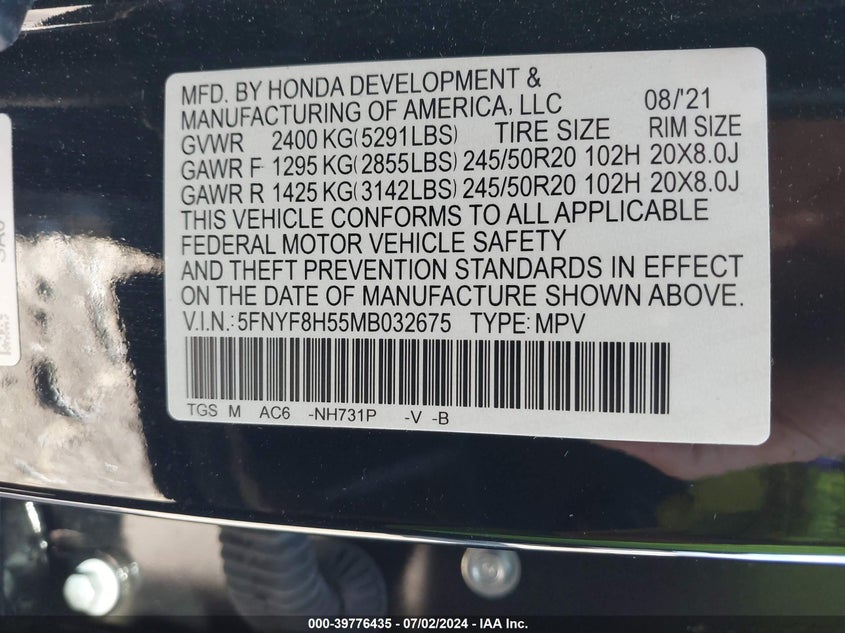 MFD. BY HONDA DEVELOPMENT &
MANUFACTURING OF AMERICA, LLC 08/'21
GVWR 2400 KG(5291LBS) TIRE SIZE RIM SIZE
GAWR F 1295 KG(2855LBS) 245/50R20 102H 20X8.0J
GAWR R 1425 KG(3142LBS) 245/50R20 102H 20X8.0J
THIS VEHICLE CONFORMS TO ALL APPLICABLE
FEDERAL MOTOR VEHICLE SAFETY
AND THEFT PREVENTION STANDARDS IN EFFECT
ON THE DATE OF MANUFACTURE SHOWN ABOVE.
V.I.N.:5FNYF8H55MB032675 TYPE:MPV
TGS M AC6 -NH731P -V -B
000-39776435 - 07/02/2024 - IAA Inc.